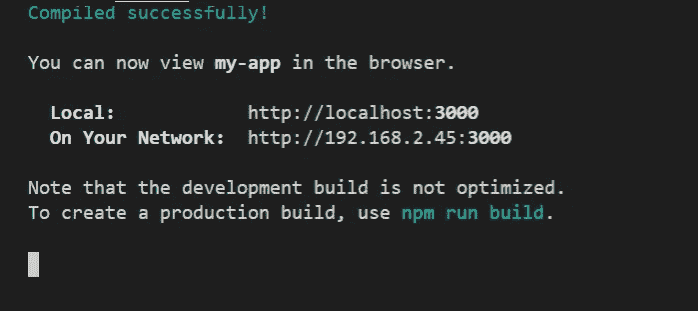 Compiled successfully!
You can now view my-app in the browser.
Local: http://localhost:3000
On Your Network: http://192.168.2.45:3000
Note that the development build is not optimized.
To create a production build, use npm run build.